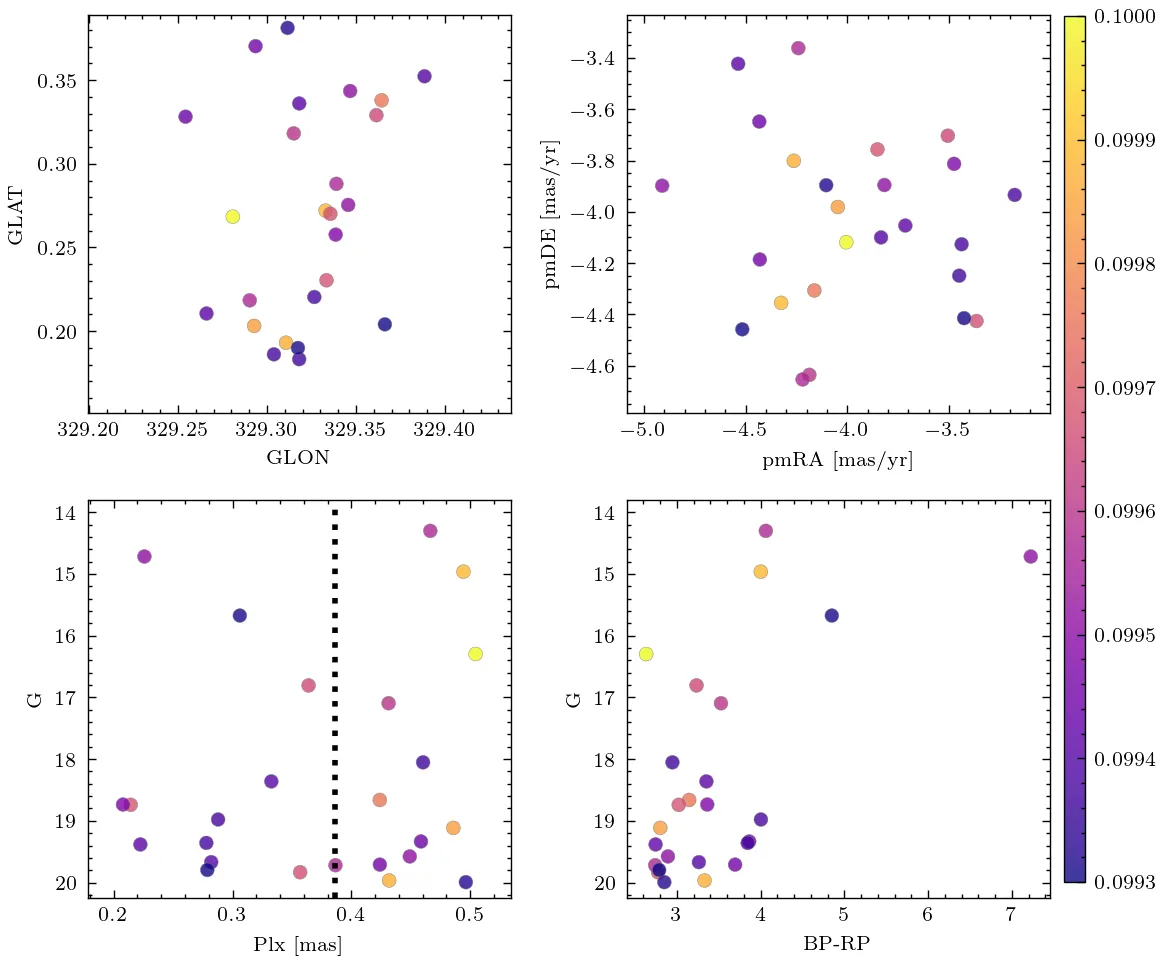 0.35
0.30
0.25
0.20
GLAT
329.20 329.25 329.30 329.35 329.40
GLON
−3.4
−3.6
−3.8
−4.0
−4.2
−4.4
−4.6
pmDE [mas/yr]
−5.0 −4.5 −4.0 −3.5
pmRA [mas/yr]
14
15
16
17
18
19
20
G
0.2 0.3 0.4 0.5
Plx [mas]
14
15
16
17
18
19
20
G
3 4 5 6 7
BP-RP
0.1000
0.0999
0.0998
0.0997
0.0996
0.0995
0.0994
0.0993